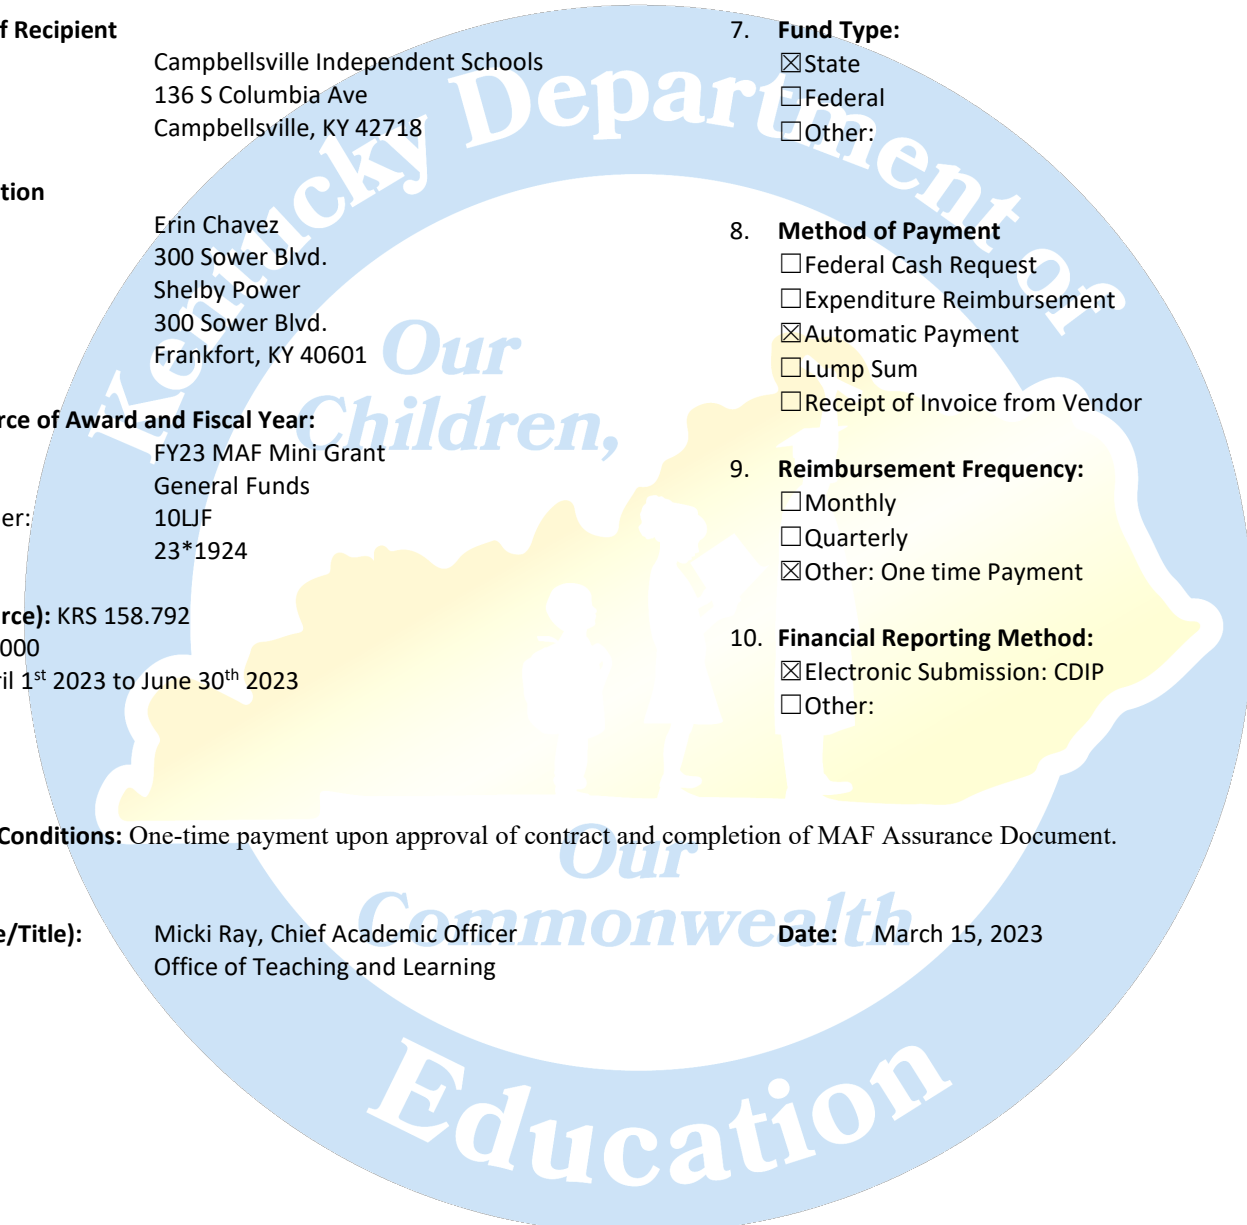 f Recipient
Campbellsville Independent Schools
136 S Columbia Ave
Campbellsville, KY 42718
tion
Erin Chavez
300 Sower Blvd.
Shelby Power
300 Sower Blvd.
Frankfort, KY 40601
rce of Award and Fiscal Year:
FY23 MAF Mini Grant
General Funds
er: 10LJF
23*1924
rce): KRS 158.792
000
ril 1st 2023 to June 30th 2023
7. Fund Type:
☒State
☐Federal
☐Other:
8. Method of Payment
☐Federal Cash Request
☐Expenditure Reimbursement
☒Automatic Payment
☐Lump Sum
☐Receipt of Invoice from Vendor
9. Reimbursement Frequency:
☐Monthly
☐Quarterly
☒Other: One time Payment
10. Financial Reporting Method:
☒Electronic Submission: CDIP
☐Other:
Conditions: One-time payment upon approval of contract and completion of MAF Assurance Document.
e/Title): Micki Ray, Chief Academic Officer Date: March 15, 2023
Office of Teaching and Learning
Kentucky Department of
Education
Our
Children,
Our
Commonwealth